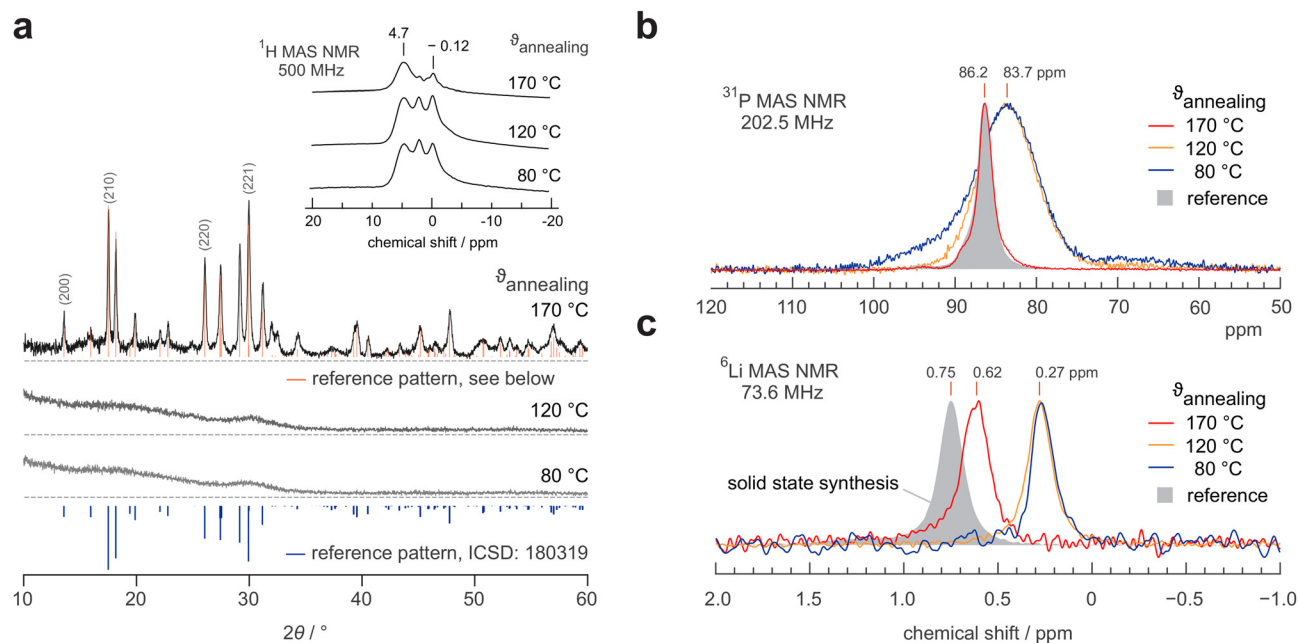 a
¹H MAS NMR
500 MHz
4.7
− 0.12
ϑannealing
170 °C
120 °C
80 °C
20 10 0 -10 -20
chemical shift / ppm
(200)
(210)
(220)
(221)
ϑannealing
170 °C
reference pattern, see below
120 °C
80 °C
reference pattern, ICSD: 180319
10 20 30 40 50 60
2θ / °
b
³¹P MAS NMR
202.5 MHz
86.2 83.7 ppm
ϑannealing
170 °C
120 °C
80 °C
reference
120 110 100 90 80 70 60 50
ppm
c
⁶Li MAS NMR
73.6 MHz
0.75 0.62 0.27 ppm
ϑannealing
170 °C
120 °C
80 °C
reference
solid state synthesis
2.0 1.5 1.0 0.5 0 −0.5 −1.0
chemical shift / ppm